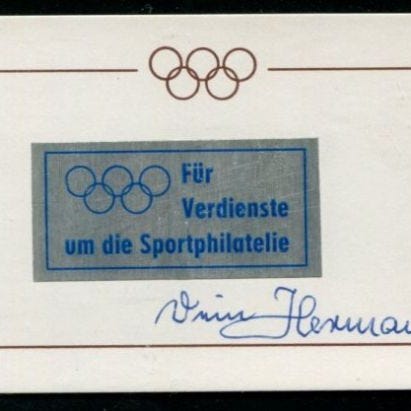 Für
Verdienste
um die Sportphilatelie